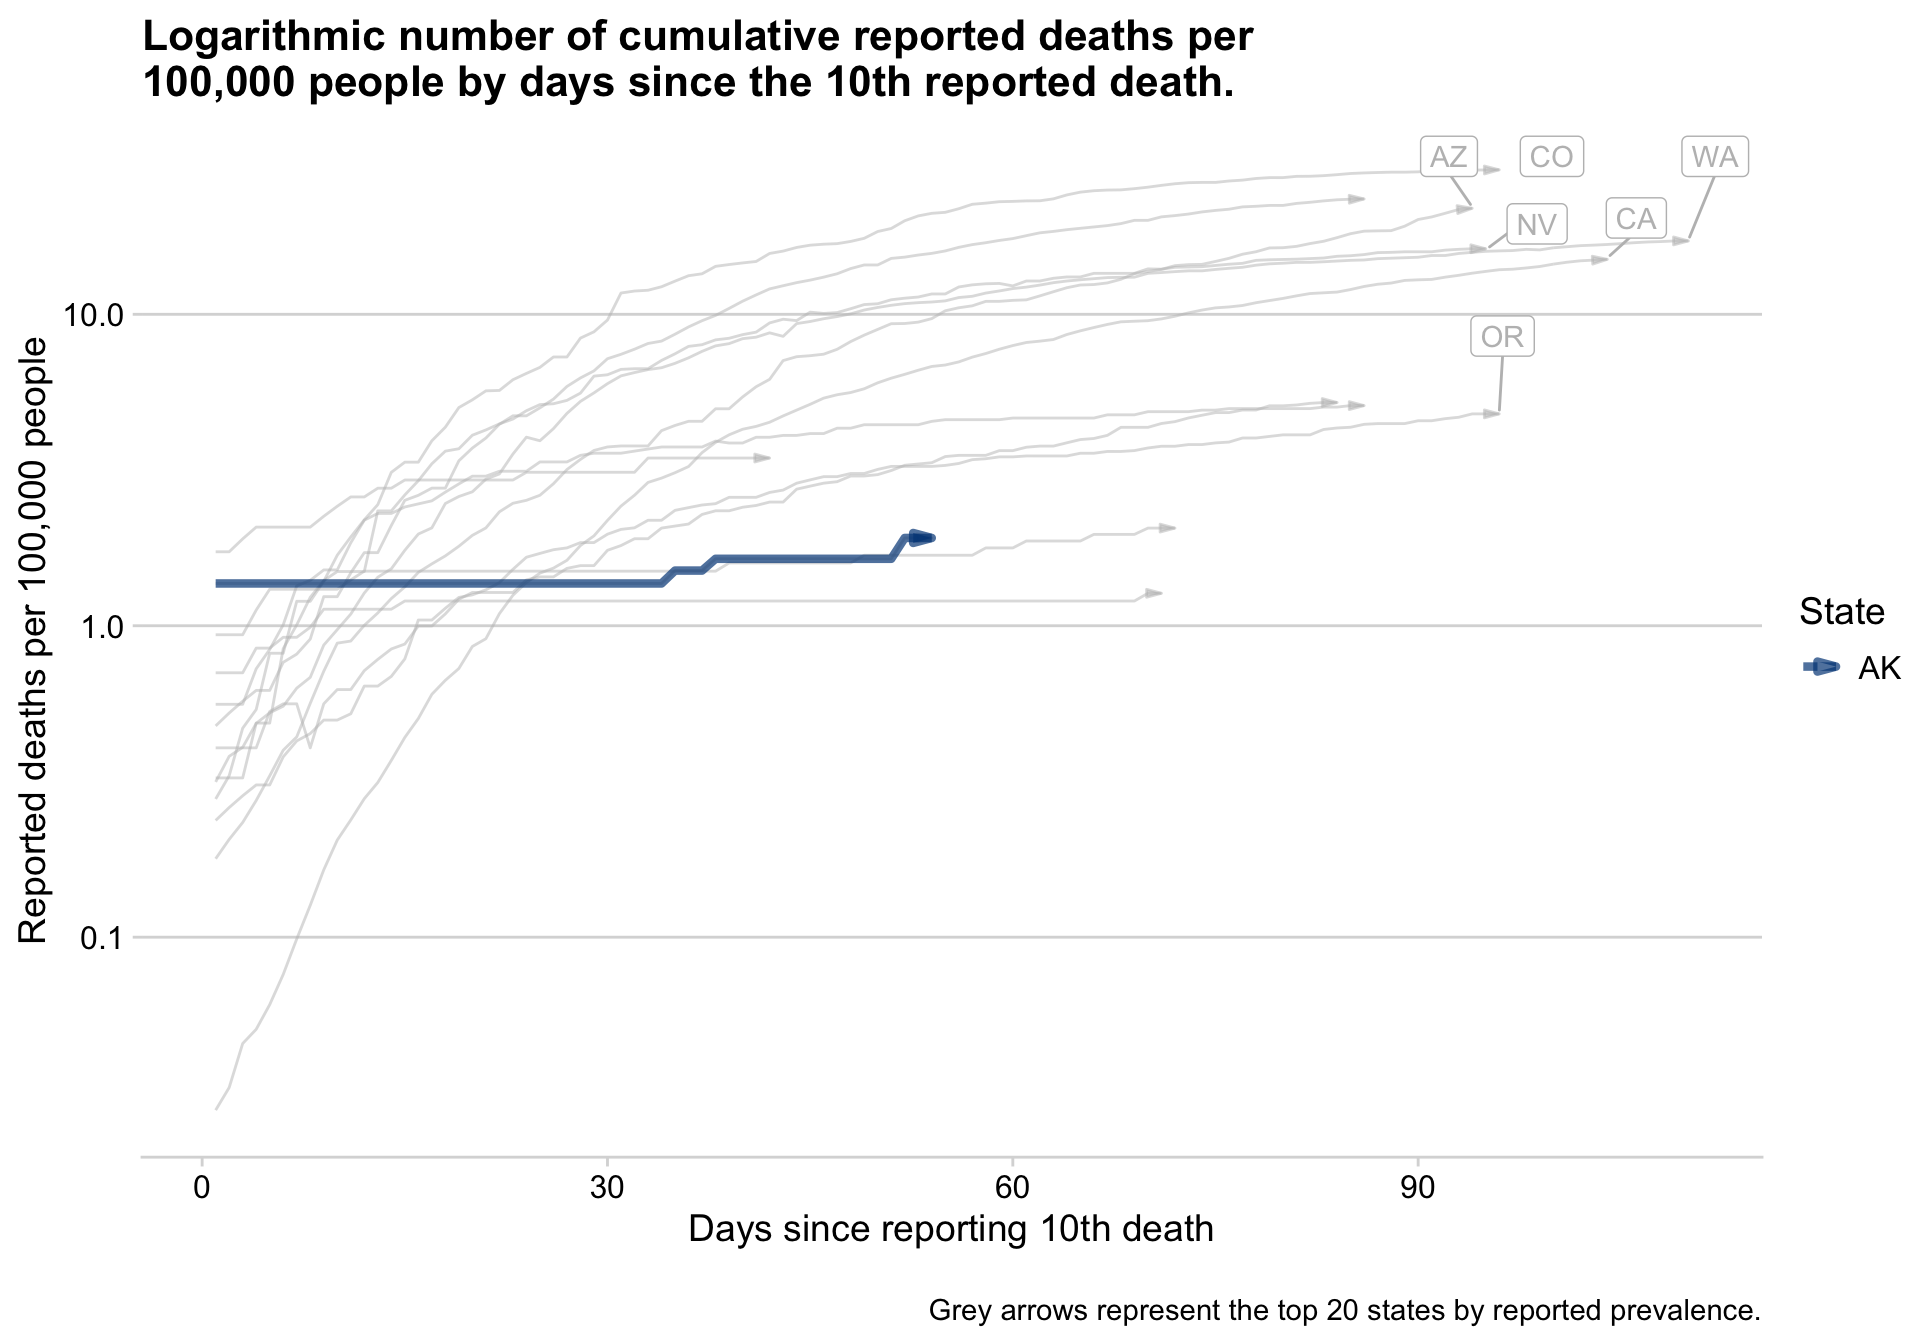 Logarithmic number of cumulative reported deaths per
100,000 people by days since the 10th reported death.
AZ
CO
WA
NV
CA
OR
10.0
1.0
0.1
Reported deaths per 100,000 people
State
AK
0
30
60
90
Days since reporting 10th death
Grey arrows represent the top 20 states by reported prevalence.